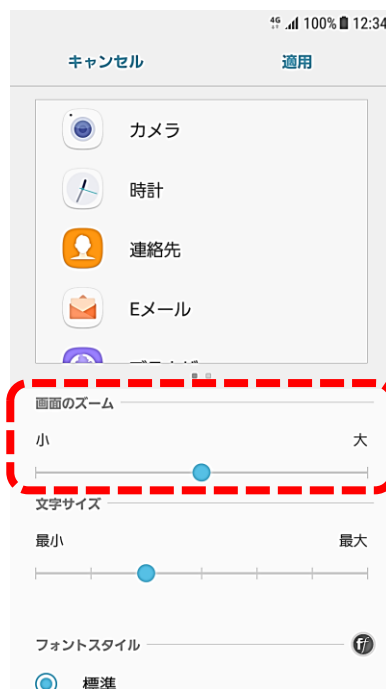 4G 100% 12:34
キャンセル 適用
カメラ
時計
連絡先
Eメール
画面のズーム
小 大
文字サイズ
最小 最大
フォントスタイル
標準